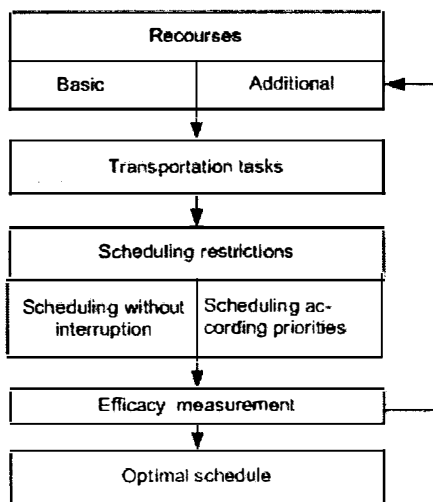 Recourses
Basic Additional
Transportation tasks
Scheduling restrictions
Scheduling without Scheduling ac-
interruption cording priorities
Efficacy measurement
Optimal schedule